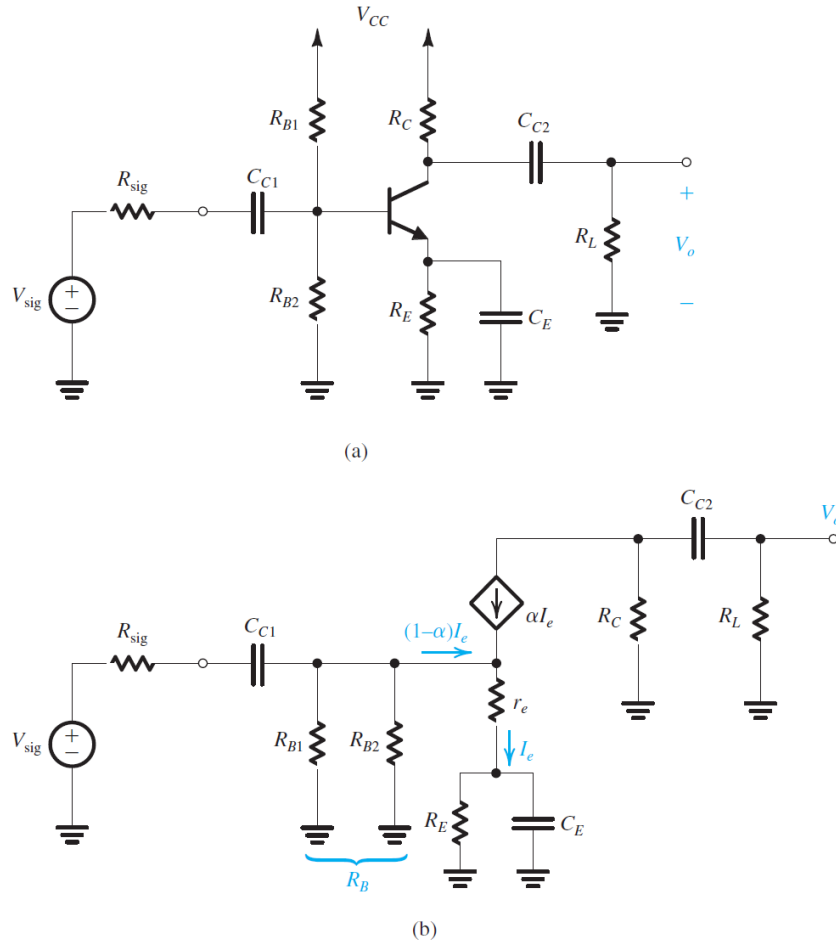 V_CC
R_B1
R_C
C_C2
R_sig
C_C1
+
R_L
V_o
V_sig
+
−
R_B2
R_E
C_E
−
(a)
C_C2
V_o
αI_e
R_C
R_L
(1–α)I_e
R_sig
C_C1
r_e
V_sig
+
−
R_B1
R_B2
I_e
R_E
C_E
R_B
(b)